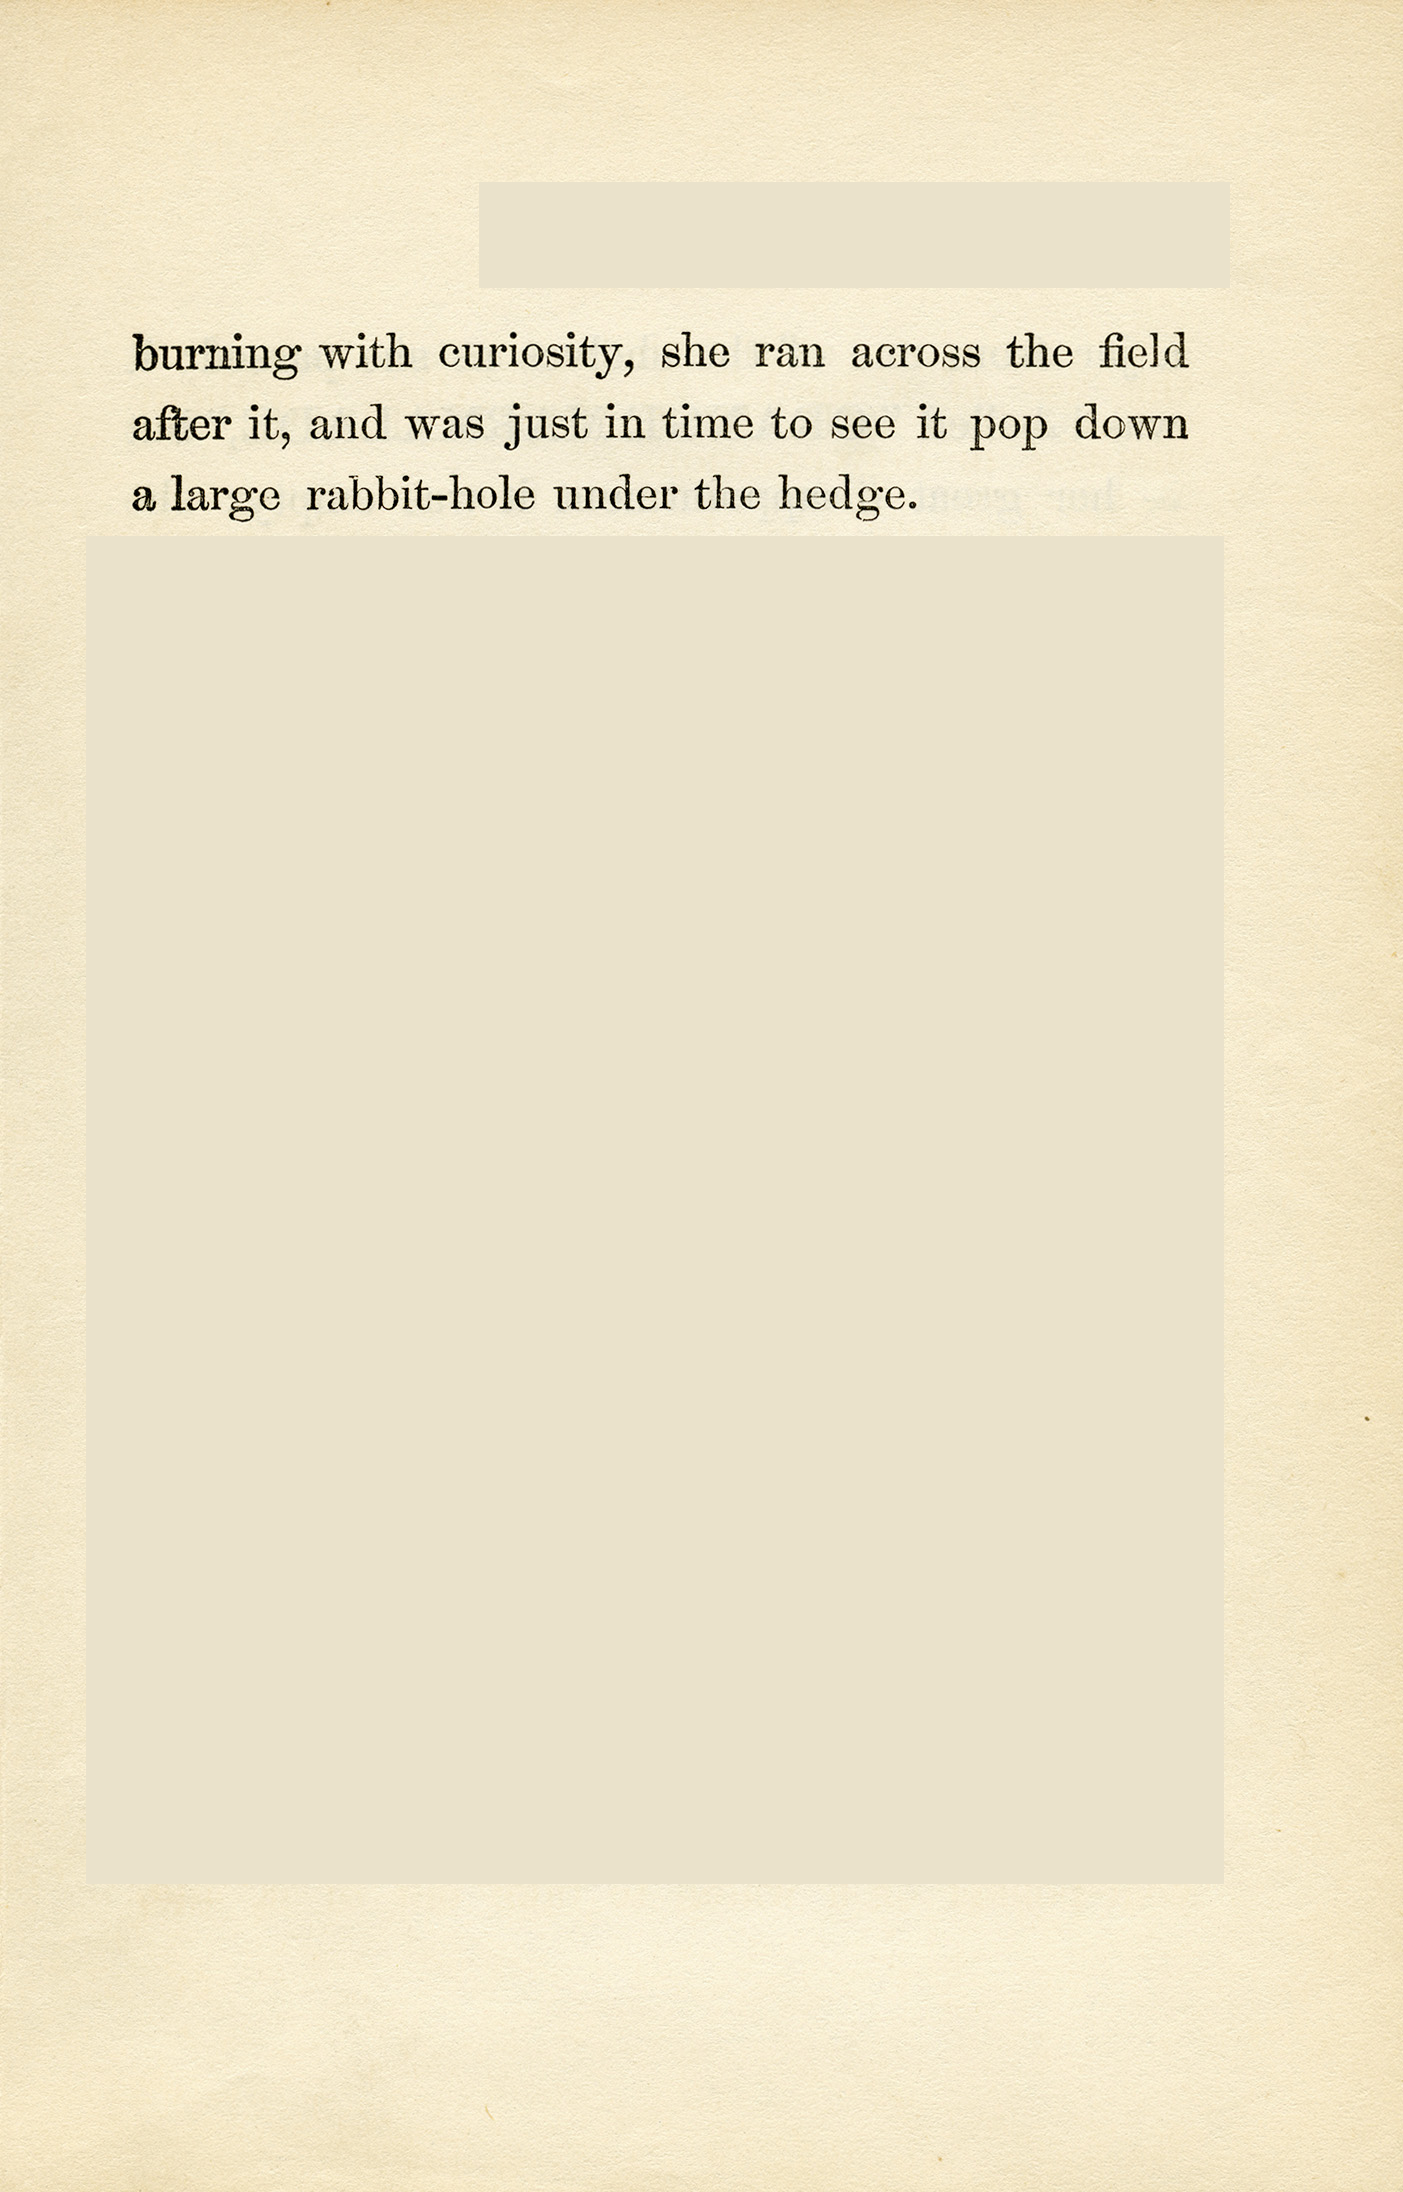 burning with curiosity, she ran across the field
after it, and was just in time to see it pop down
a large rabbit-hole under the hedge.